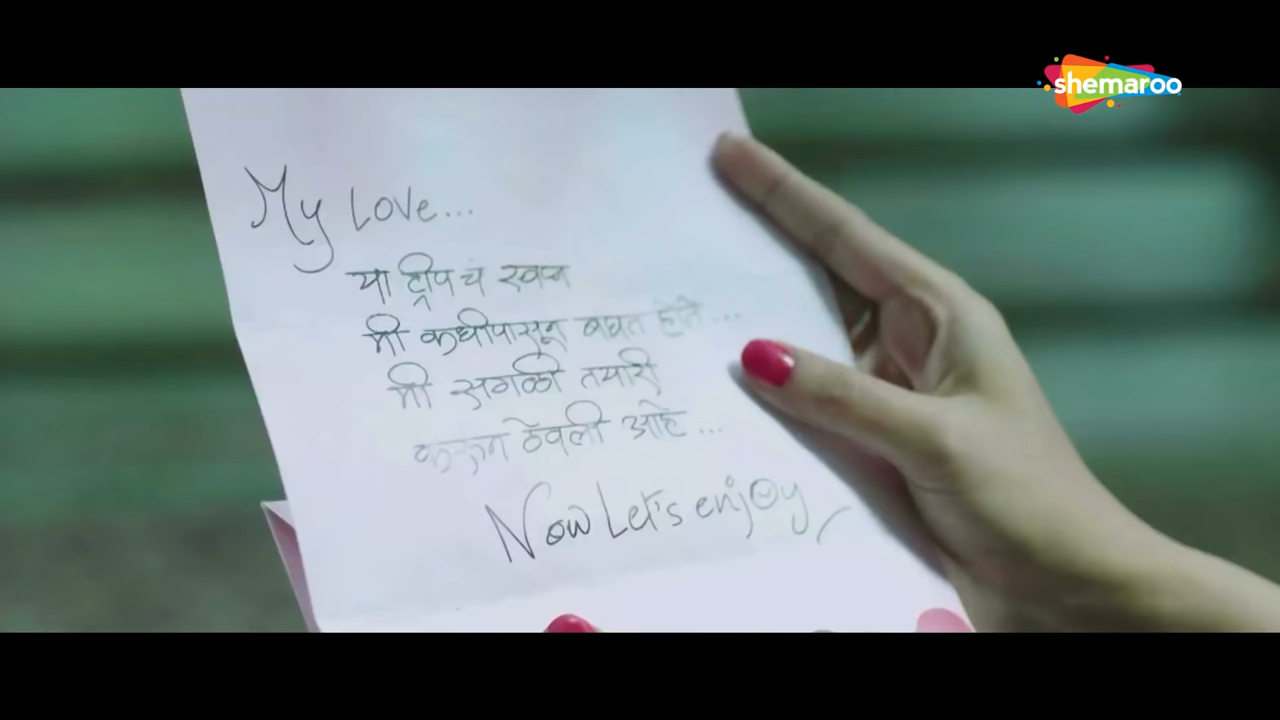 shemaroo
My Love...
या ट्रीपचं स्वप्न
मी कधीपासून बघत होते...
मी सगळी तयारी
करून ठेवली आहे...
Now Let's enjoy